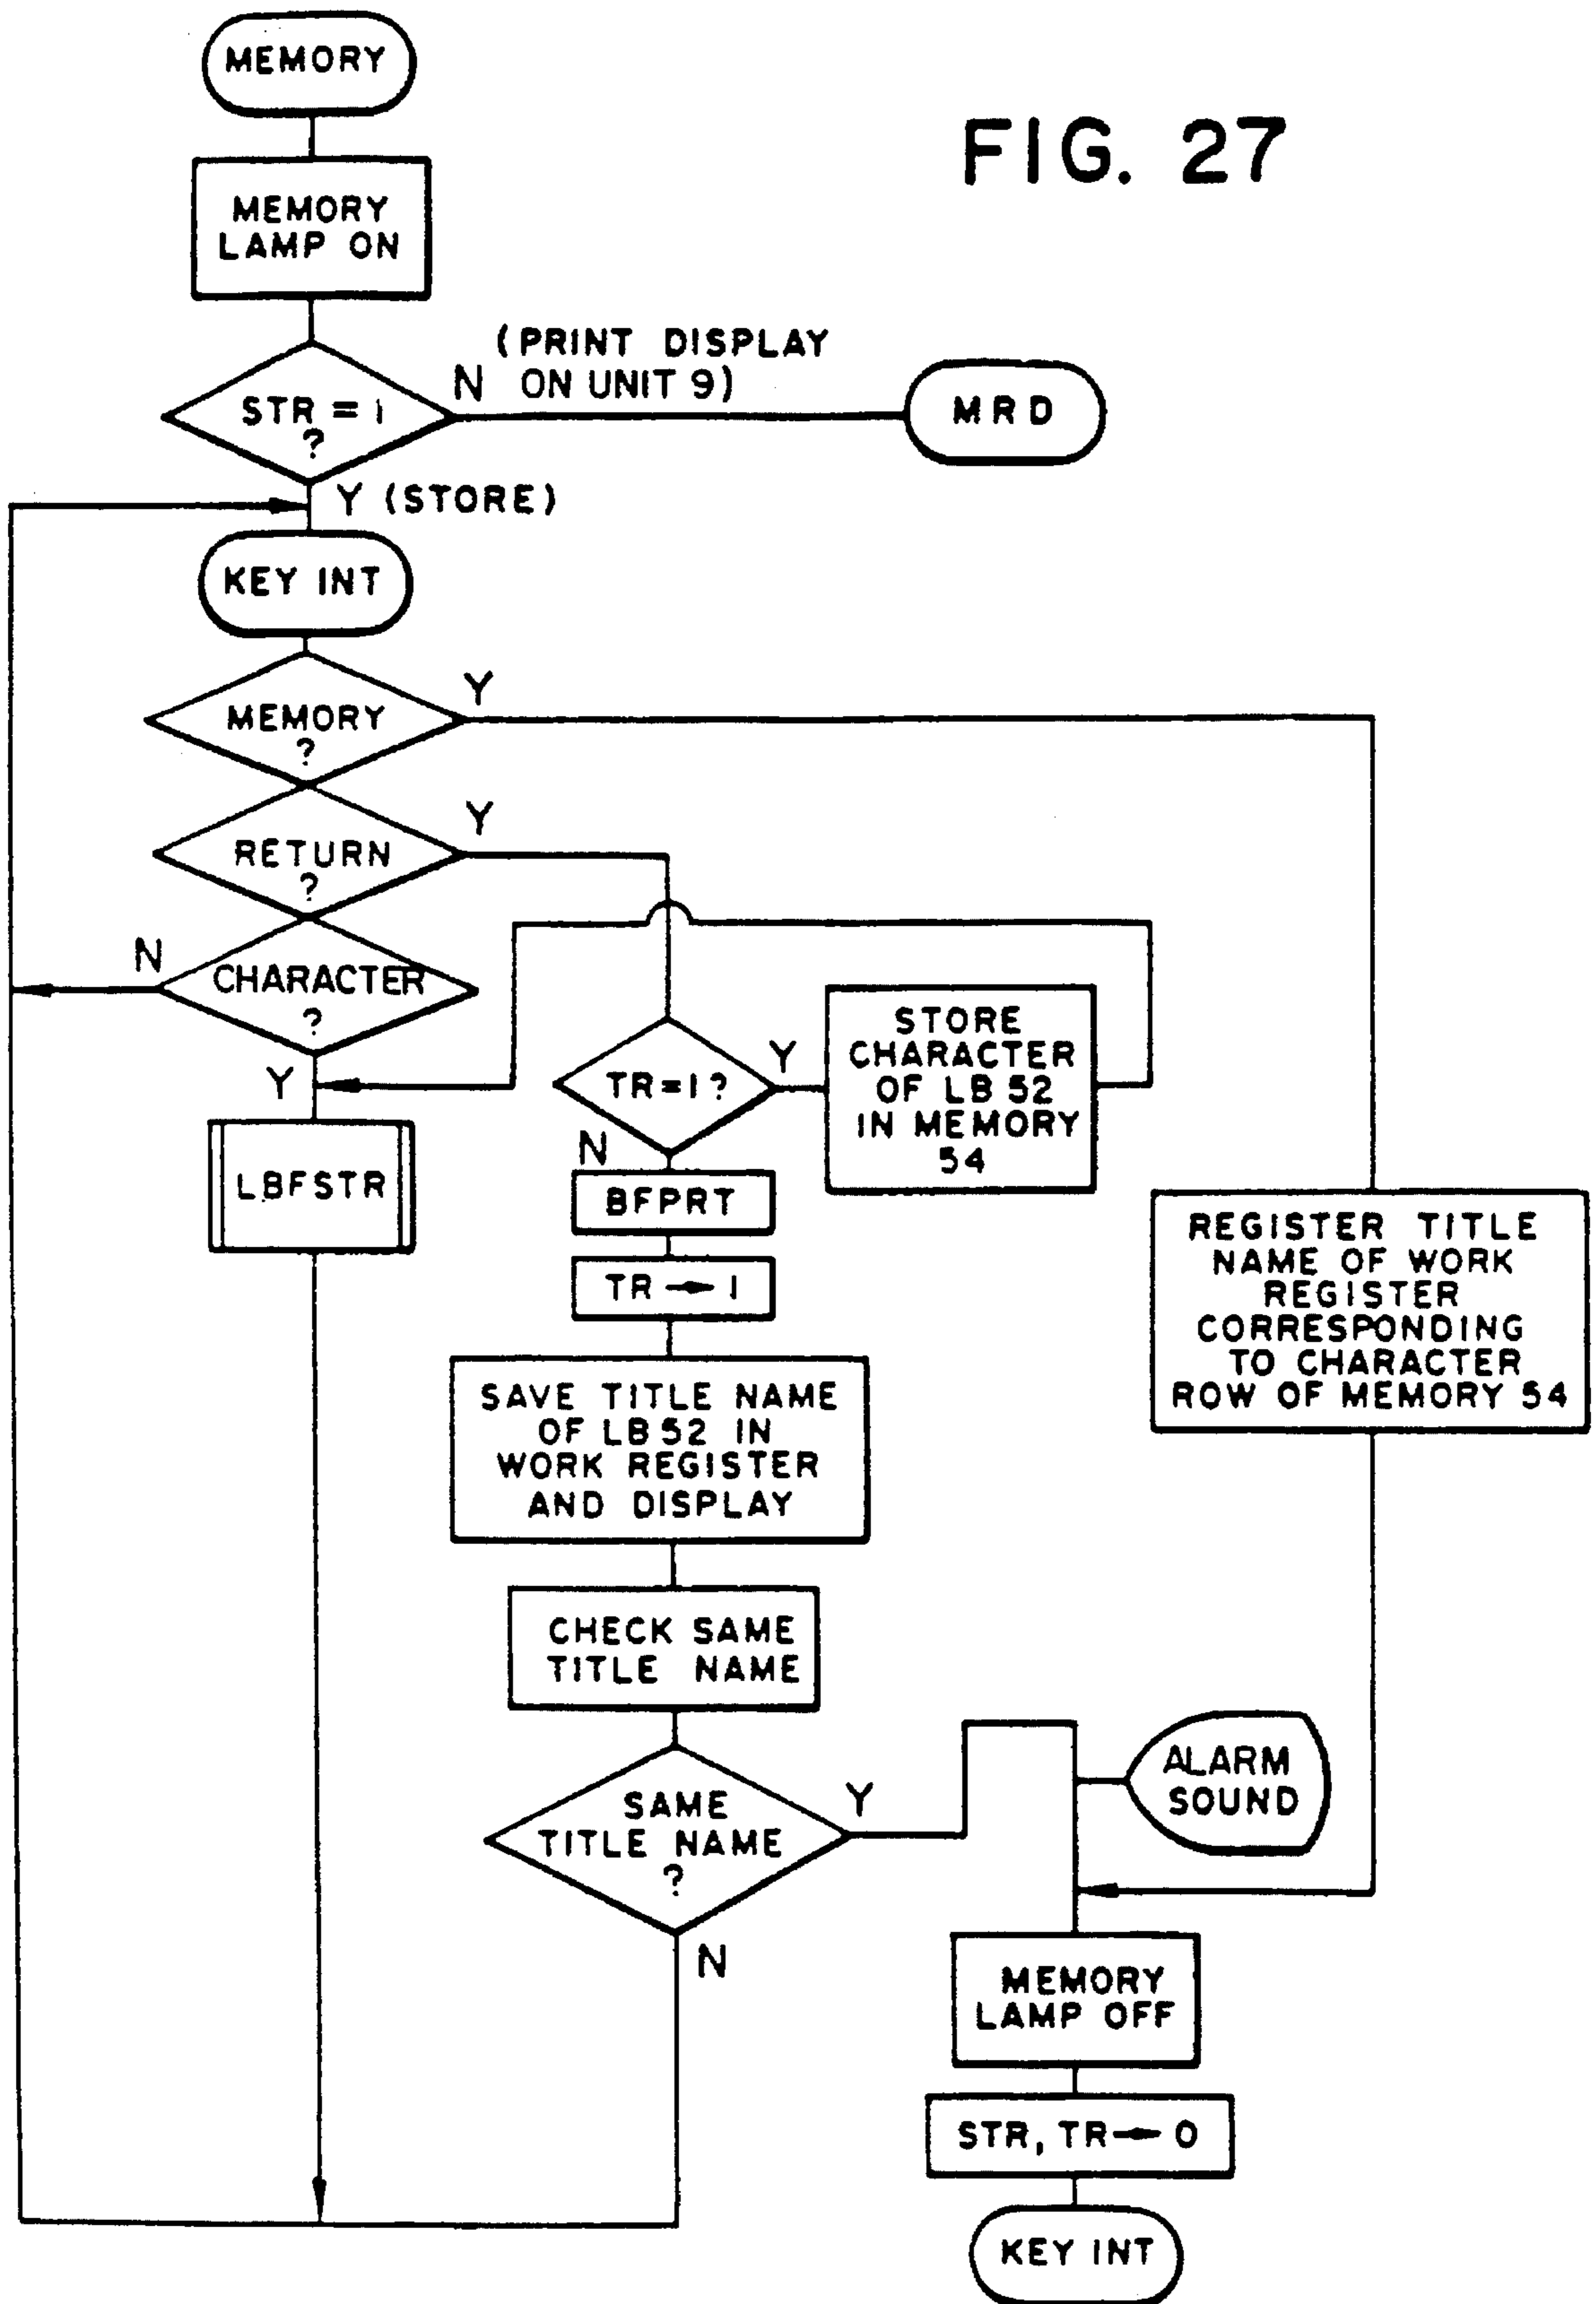 MEMORY
FIG. 27
MEMORY
LAMP ON
(PRINT DISPLAY
N ON UNIT 9)
STR = 1
?
MRD
Y (STORE)
KEY INT
Y
MEMORY
?
Y
RETURN
?
N
CHARACTER
?
Y
STORE
CHARACTER
OF LB 52
IN MEMORY
54
Y
TR=1?
N
LBFSTR
BFPRT
TR → 1
REGISTER TITLE
NAME OF WORK
REGISTER
CORRESPONDING
TO CHARACTER
ROW OF MEMORY 54
SAVE TITLE NAME
OF LB 52 IN
WORK REGISTER
AND DISPLAY
CHECK SAME
TITLE NAME
ALARM
SOUND
Y
SAME
TITLE NAME
?
N
MEMORY
LAMP OFF
STR, TR → 0
KEY INT